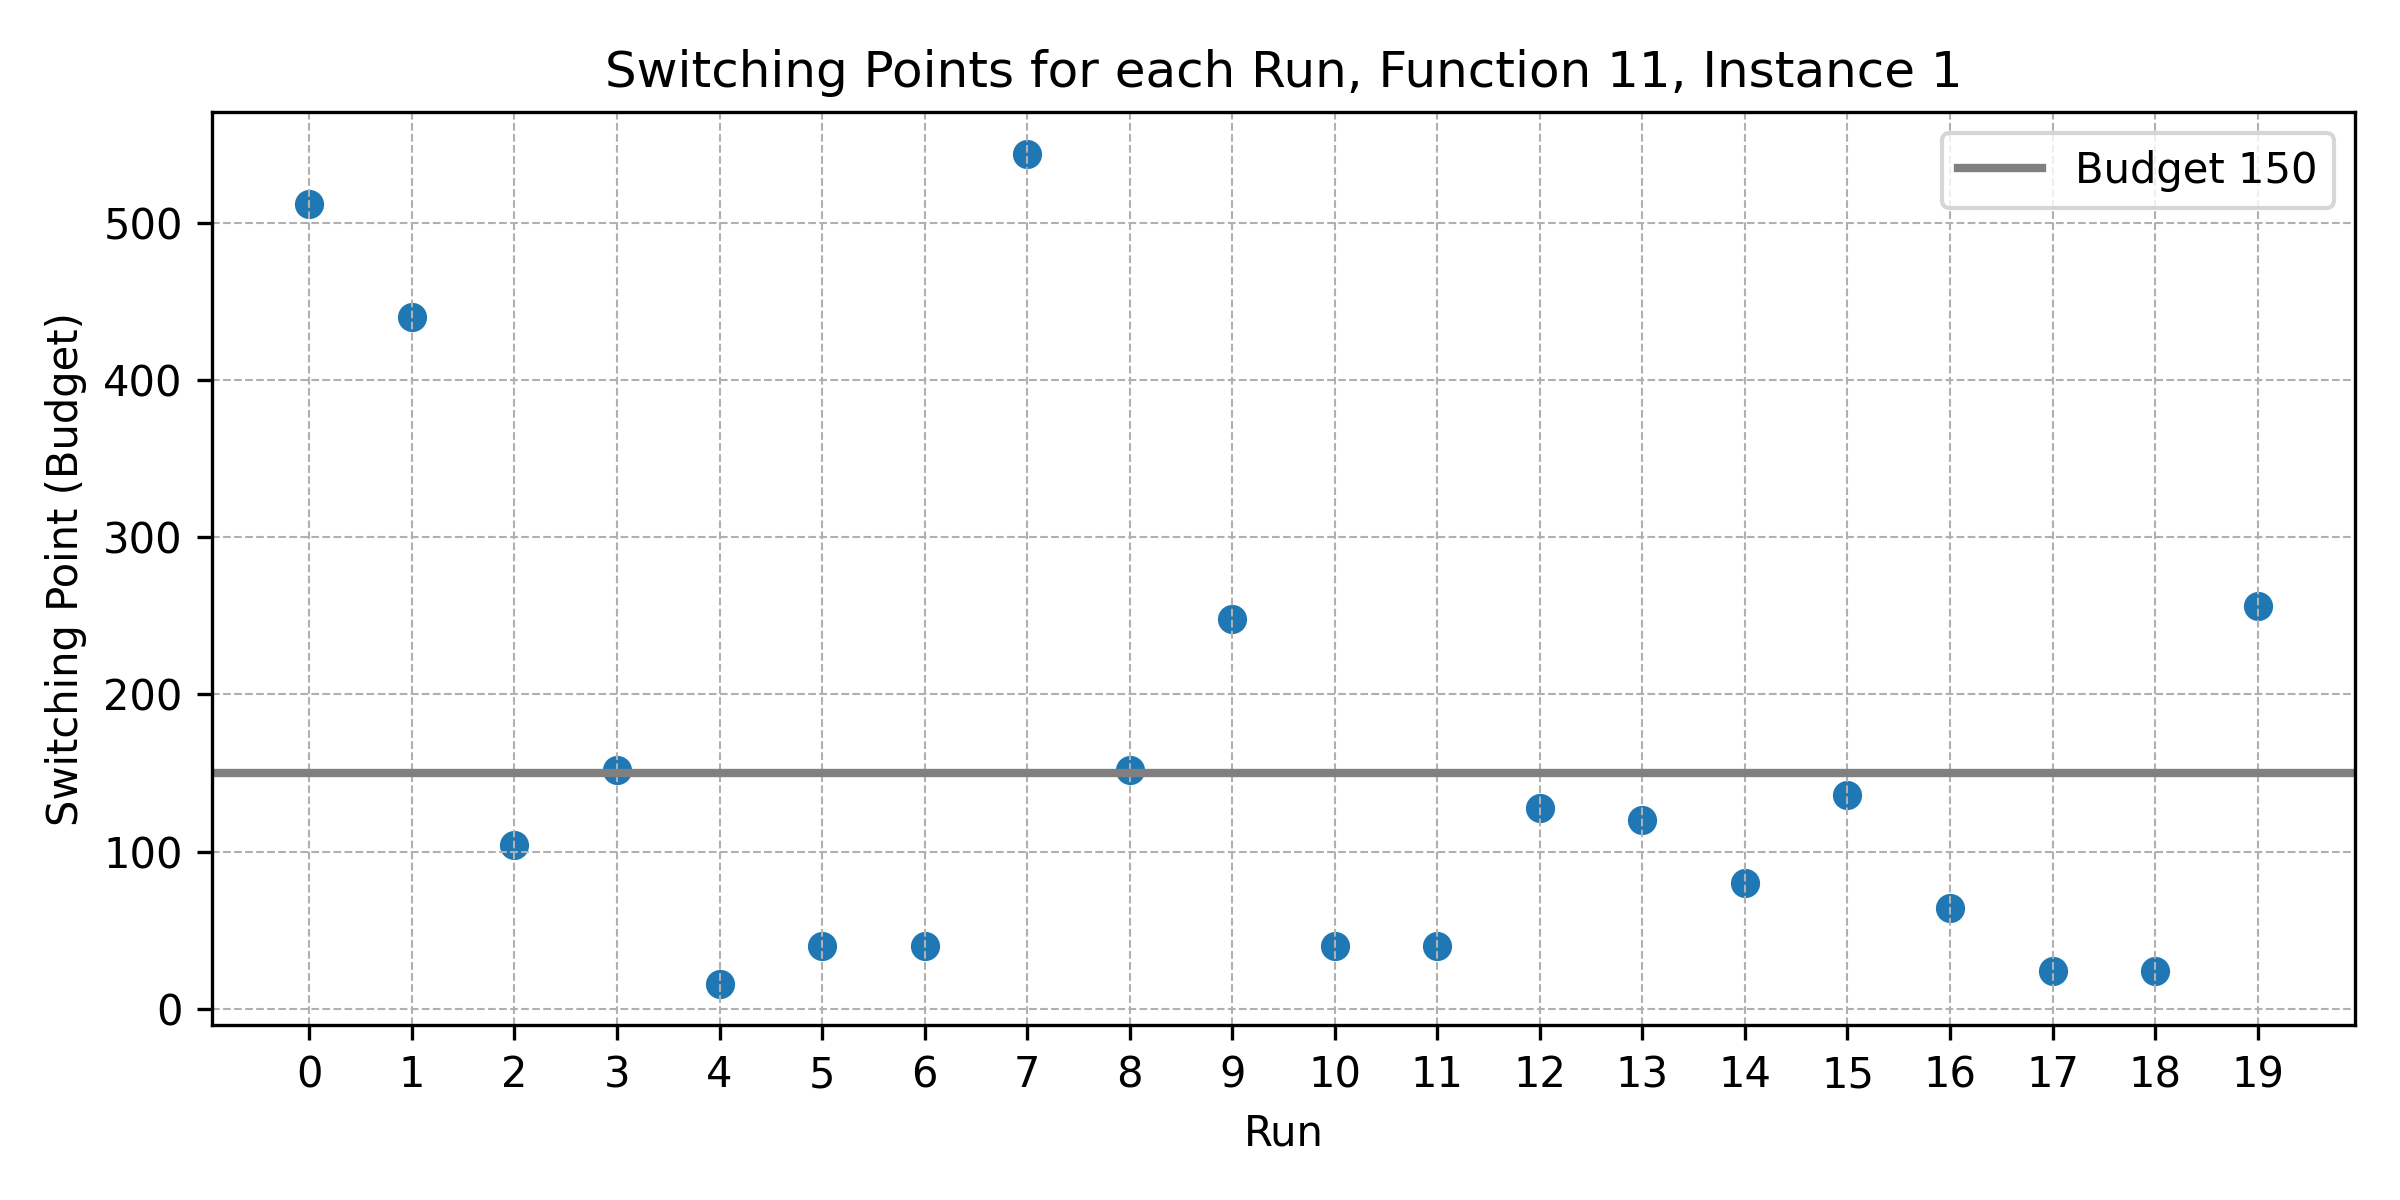 Switching Points for each Run, Function 11, Instance 1
Budget 150
Switching Point (Budget)
500
400
300
200
100
0
0 1 2 3 4 5 6 7 8 9 10 11 12 13 14 15 16 17 18 19
Run